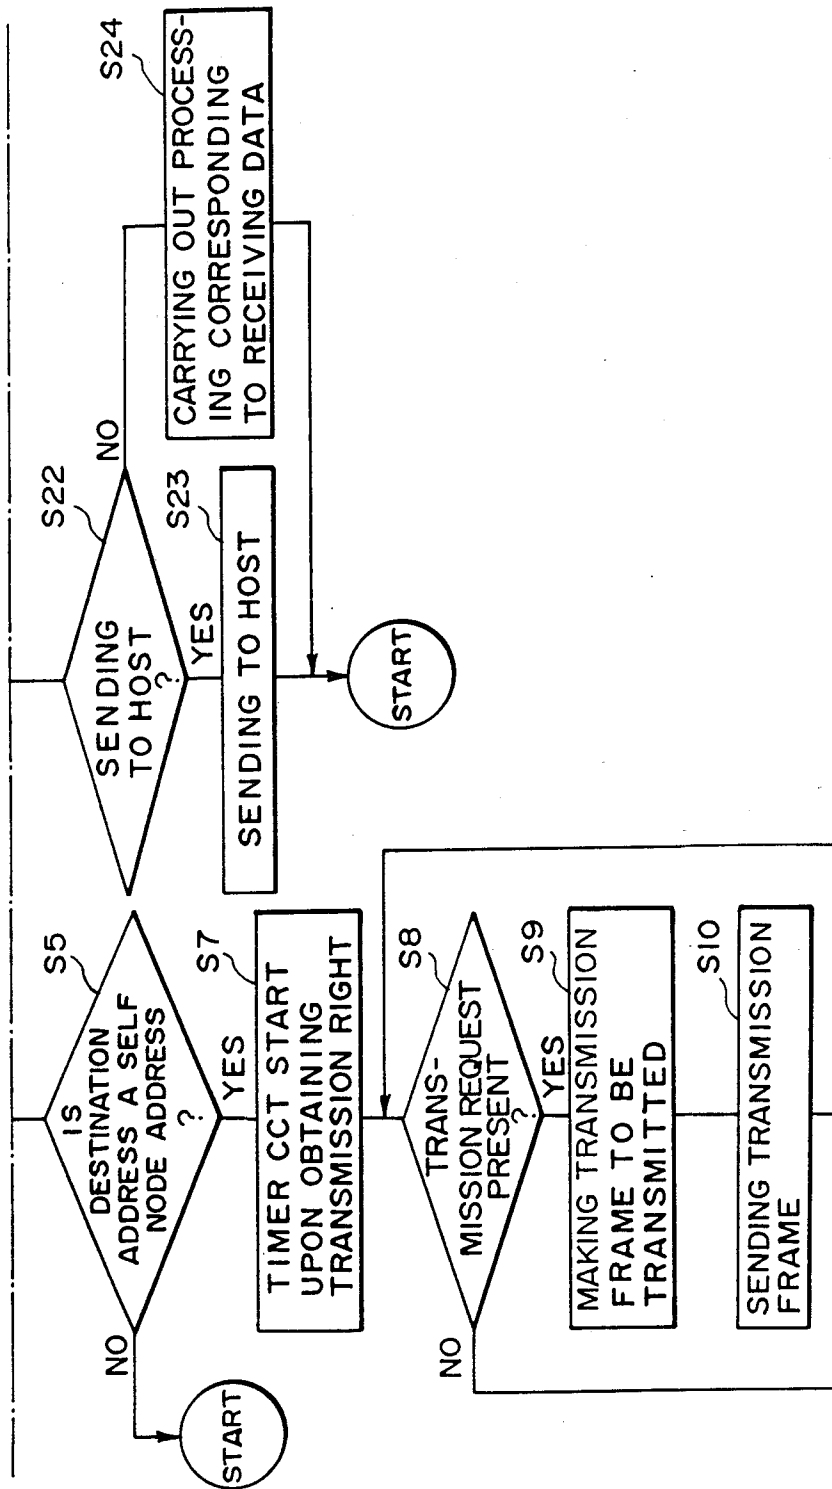 S5
IS
DESTINATION
ADDRESS A SELF
NODE ADDRESS
?
NO
START
YES
S7
TIMER CCT START
UPON OBTAINING
TRANSMISSION RIGHT
S8
TRANS-
MISSION REQUEST
PRESENT
?
NO
YES
S9
MAKING TRANSMISSION
FRAME TO BE
TRANSMITTED
S10
SENDING TRANSMISSION
FRAME
S22
SENDING
TO HOST
?
NO
YES
S23
SENDING TO HOST
START
S24
CARRYING OUT PROCESS-
ING CORRESPONDING
TO RECEIVING DATA